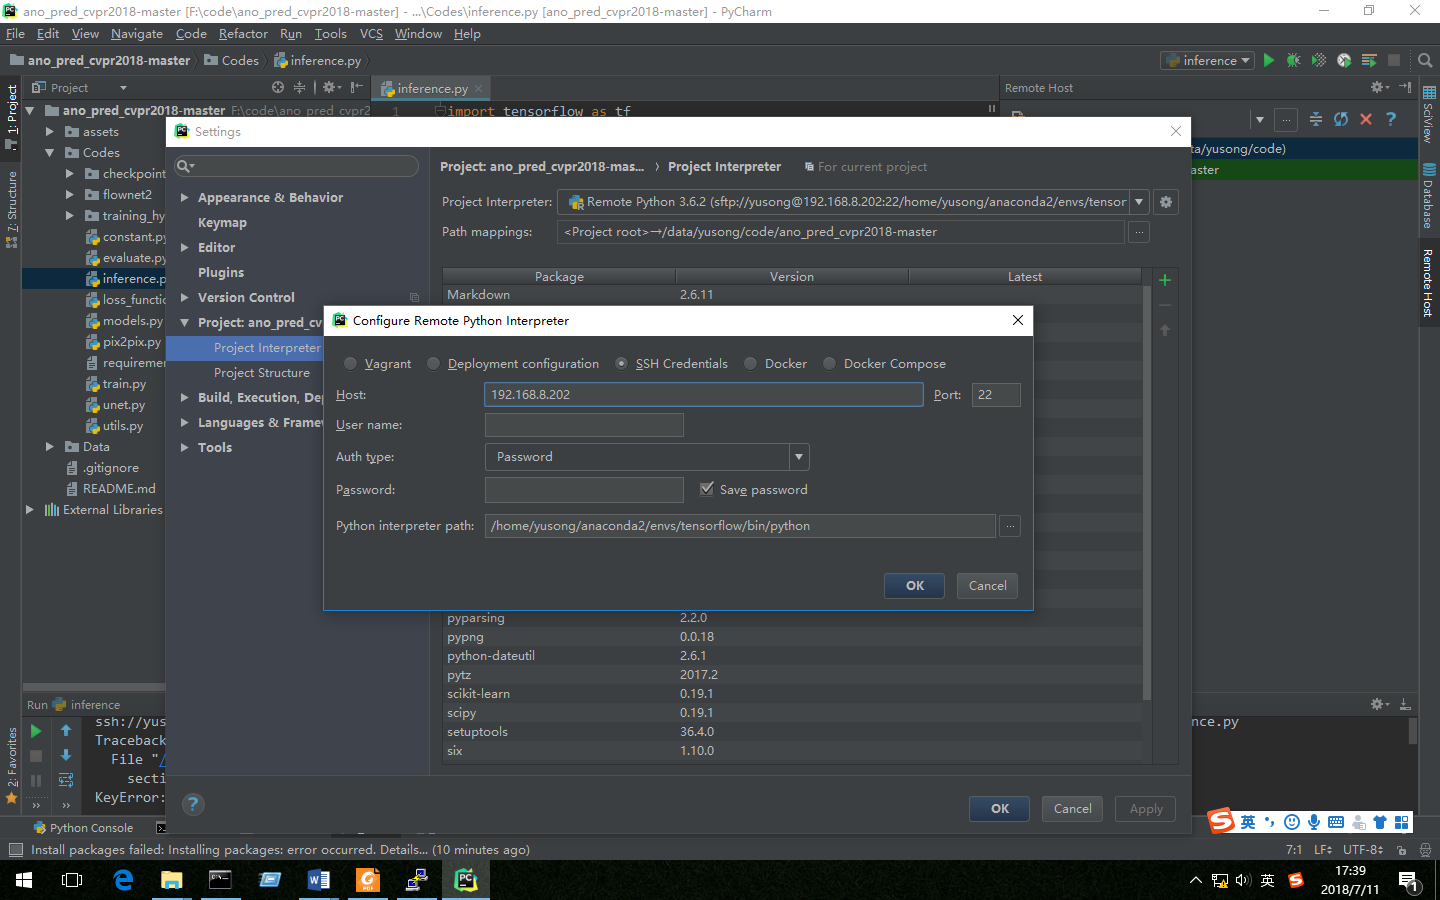 ano_pred_cvpr2018-master [F:\code\ano_pred_cvpr2018-master] - ...\Codes\inference.py [ano_pred_cvpr2018-master] - PyCharm
File Edit View Navigate Code Refactor Run Tools VCS Window Help
ano_pred_cvpr2018-master Codes inference.py
inference
Project
inference.py
Remote Host
1: Project
7: Structure
2: Favorites
SciView
Database
Remote Host
ano_pred_cvpr2018-master F:\code\ano_pred_cvpr2
1 import tensorflow as tf
assets
Codes
checkpoint
flownet2
training_hy
constant.py
evaluate.py
inference.p
loss_functio
models.py
pix2pix.py
requiremen
train.py
unet.py
utils.py
Data
.gitignore
README.md
External Libraries
ta/yusong/code)
aster
Settings
Appearance & Behavior
Keymap
Editor
Plugins
Version Control
Project: ano_pred_cv
Project Interpreter
Project Structure
Build, Execution, De
Languages & Framew
Tools
Project: ano_pred_cvpr2018-mas... › Project Interpreter For current project
Project Interpreter: Remote Python 3.6.2 (sftp://yusong@192.168.8.202:22/home/yusong/anaconda2/envs/tensor
Path mappings: <Project root>→/data/yusong/code/ano_pred_cvpr2018-master
Package Version Latest
Markdown 2.6.11
Configure Remote Python Interpreter
Vagrant Deployment configuration SSH Credentials Docker Docker Compose
Host: 192.168.8.202 Port: 22
User name:
Auth type: Password
Password: Save password
Python interpreter path: /home/yusong/anaconda2/envs/tensorflow/bin/python
OK Cancel
pyparsing 2.2.0
pypng 0.0.18
python-dateutil 2.6.1
pytz 2017.2
scikit-learn 0.19.1
scipy 0.19.1
setuptools 36.4.0
six 1.10.0
OK Cancel Apply
Run inference
ssh://yus
nce.py
Traceback
File "/
secti
KeyError:
Python Console
英
Install packages failed: Installing packages: error occurred. Details... (10 minutes ago)
7:1 LF UTF-8
英
17:39
2018/7/11
1